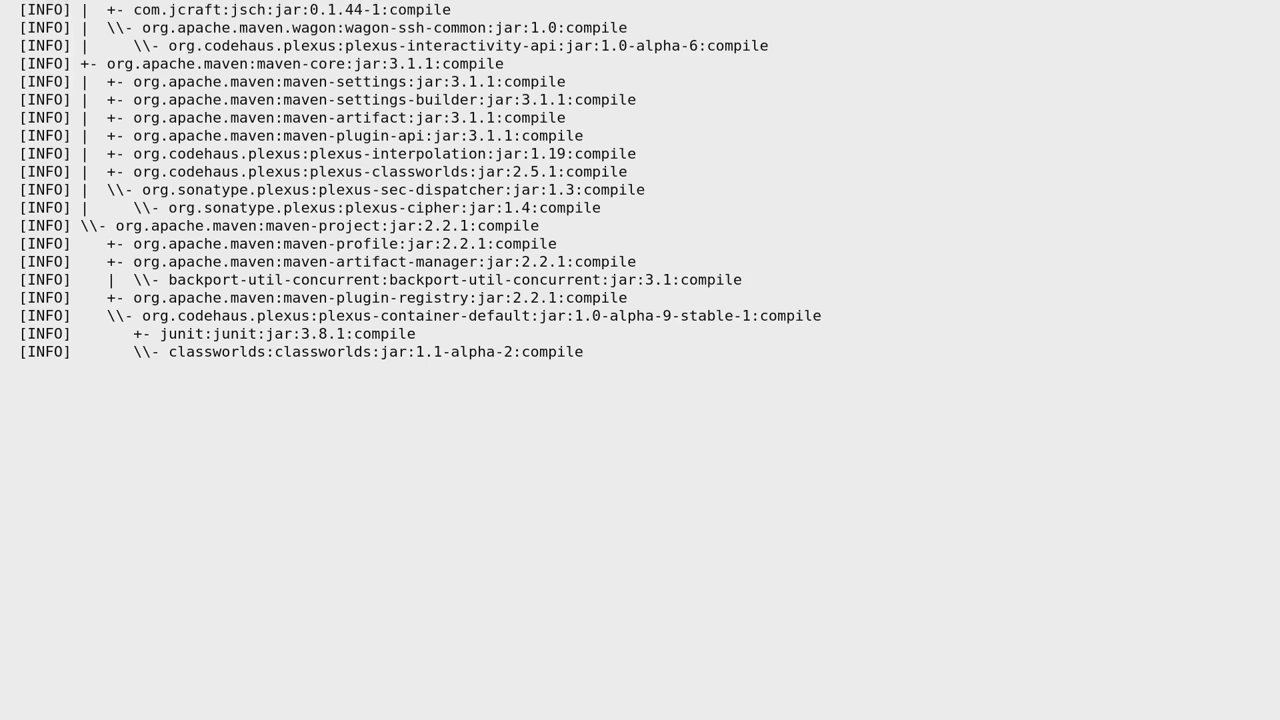 [INFO] |  +- com.jcraft:jsch:jar:0.1.44-1:compile
[INFO] |  \\- org.apache.maven.wagon:wagon-ssh-common:jar:1.0:compile
[INFO] |     \\- org.codehaus.plexus:plexus-interactivity-api:jar:1.0-alpha-6:compile
[INFO] +- org.apache.maven:maven-core:jar:3.1.1:compile
[INFO] |  +- org.apache.maven:maven-settings:jar:3.1.1:compile
[INFO] |  +- org.apache.maven:maven-settings-builder:jar:3.1.1:compile
[INFO] |  +- org.apache.maven:maven-artifact:jar:3.1.1:compile
[INFO] |  +- org.apache.maven:maven-plugin-api:jar:3.1.1:compile
[INFO] |  +- org.codehaus.plexus:plexus-interpolation:jar:1.19:compile
[INFO] |  +- org.codehaus.plexus:plexus-classworlds:jar:2.5.1:compile
[INFO] |  \\- org.sonatype.plexus:plexus-sec-dispatcher:jar:1.3:compile
[INFO] |     \\- org.sonatype.plexus:plexus-cipher:jar:1.4:compile
[INFO] \\- org.apache.maven:maven-project:jar:2.2.1:compile
[INFO]    +- org.apache.maven:maven-profile:jar:2.2.1:compile
[INFO]    +- org.apache.maven:maven-artifact-manager:jar:2.2.1:compile
[INFO]    |  \\- backport-util-concurrent:backport-util-concurrent:jar:3.1:compile
[INFO]    +- org.apache.maven:maven-plugin-registry:jar:2.2.1:compile
[INFO]    \\- org.codehaus.plexus:plexus-container-default:jar:1.0-alpha-9-stable-1:compile
[INFO]       +- junit:junit:jar:3.8.1:compile
[INFO]       \\- classworlds:classworlds:jar:1.1-alpha-2:compile